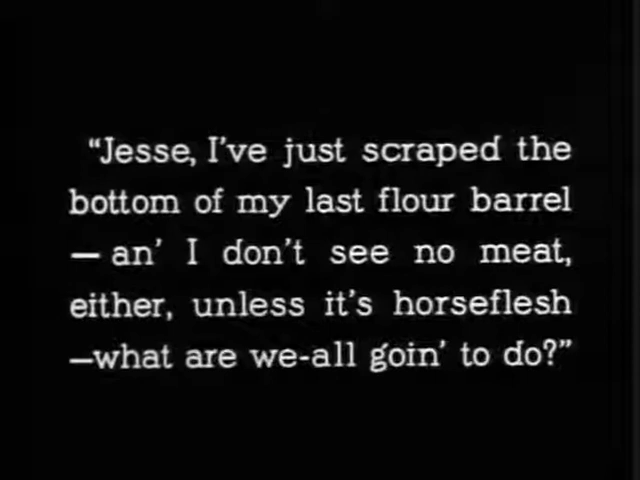 "Jesse, I've just scraped the
bottom of my last flour barrel
— an' I don't see no meat,
either, unless it's horseflesh
—what are we-all goin' to do?"